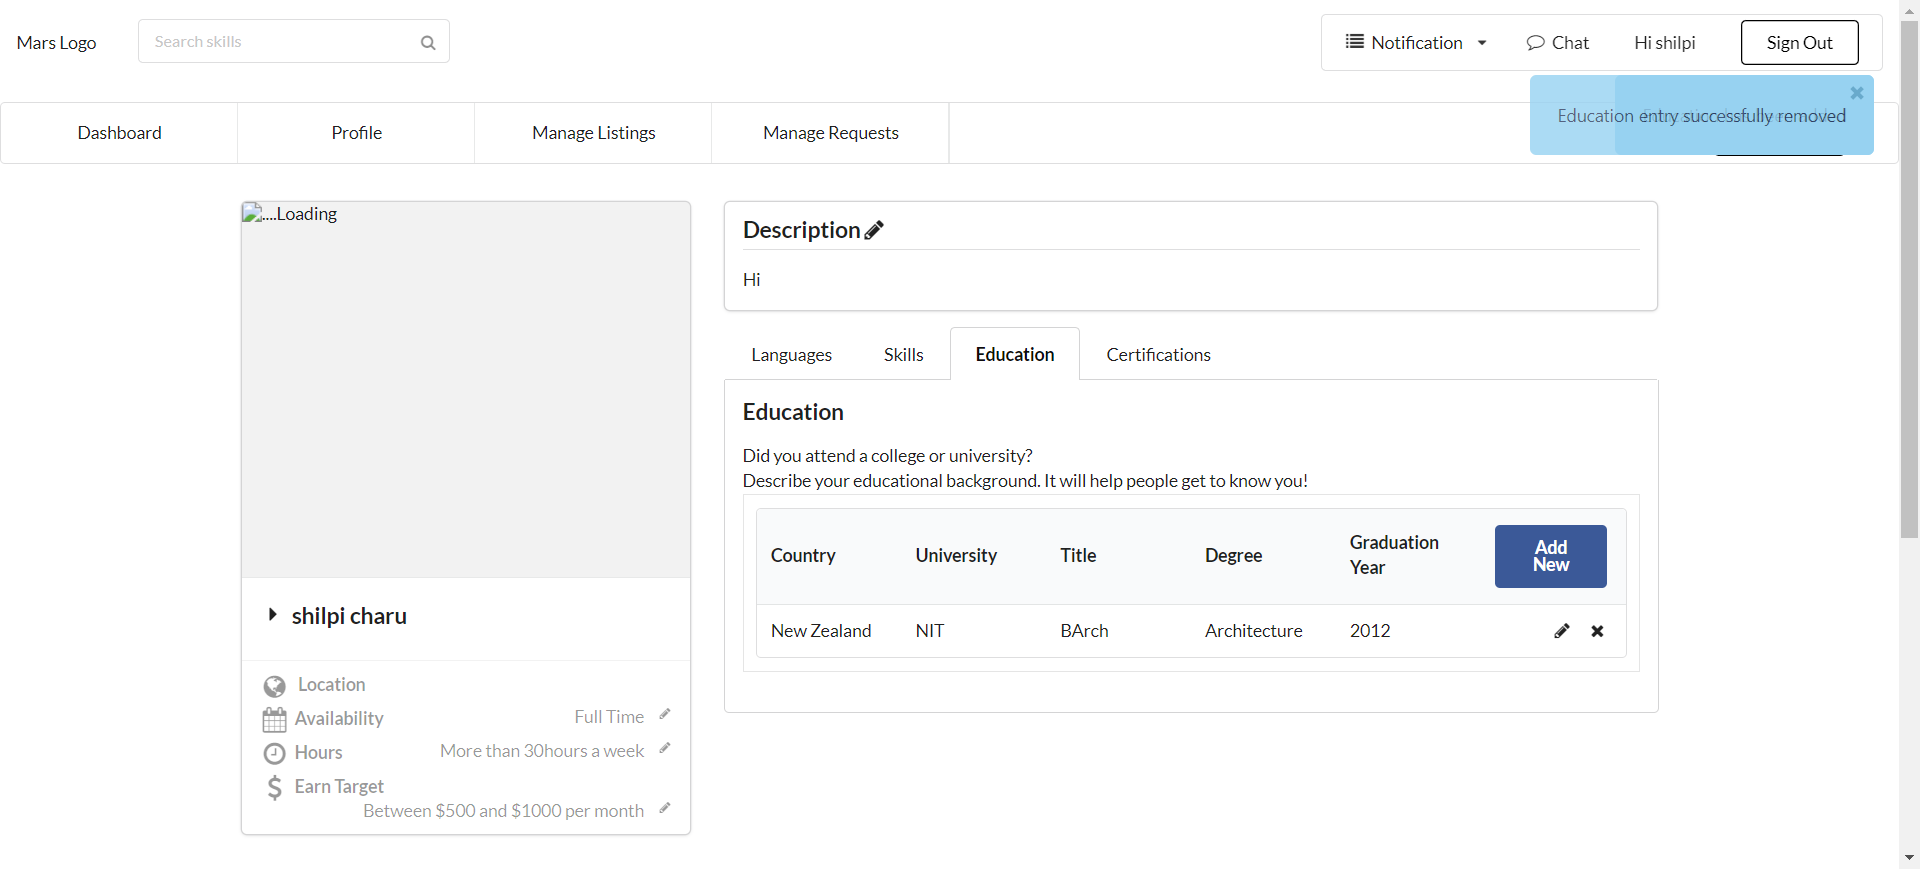 Mars Logo
Search skills
Notification
Chat
Hi shilpi
Sign Out
Education entry successfully removed
Dashboard
Profile
Manage Listings
Manage Requests
....Loading
shilpi charu
Location
Availability
Full Time
Hours
More than 30hours a week
Earn Target
Between $500 and $1000 per month
Description
Hi
Languages
Skills
Education
Certifications
Education
Did you attend a college or university?
Describe your educational background. It will help people get to know you!
Country University Title Degree Graduation Year
Add New
New Zealand NIT BArch Architecture 2012